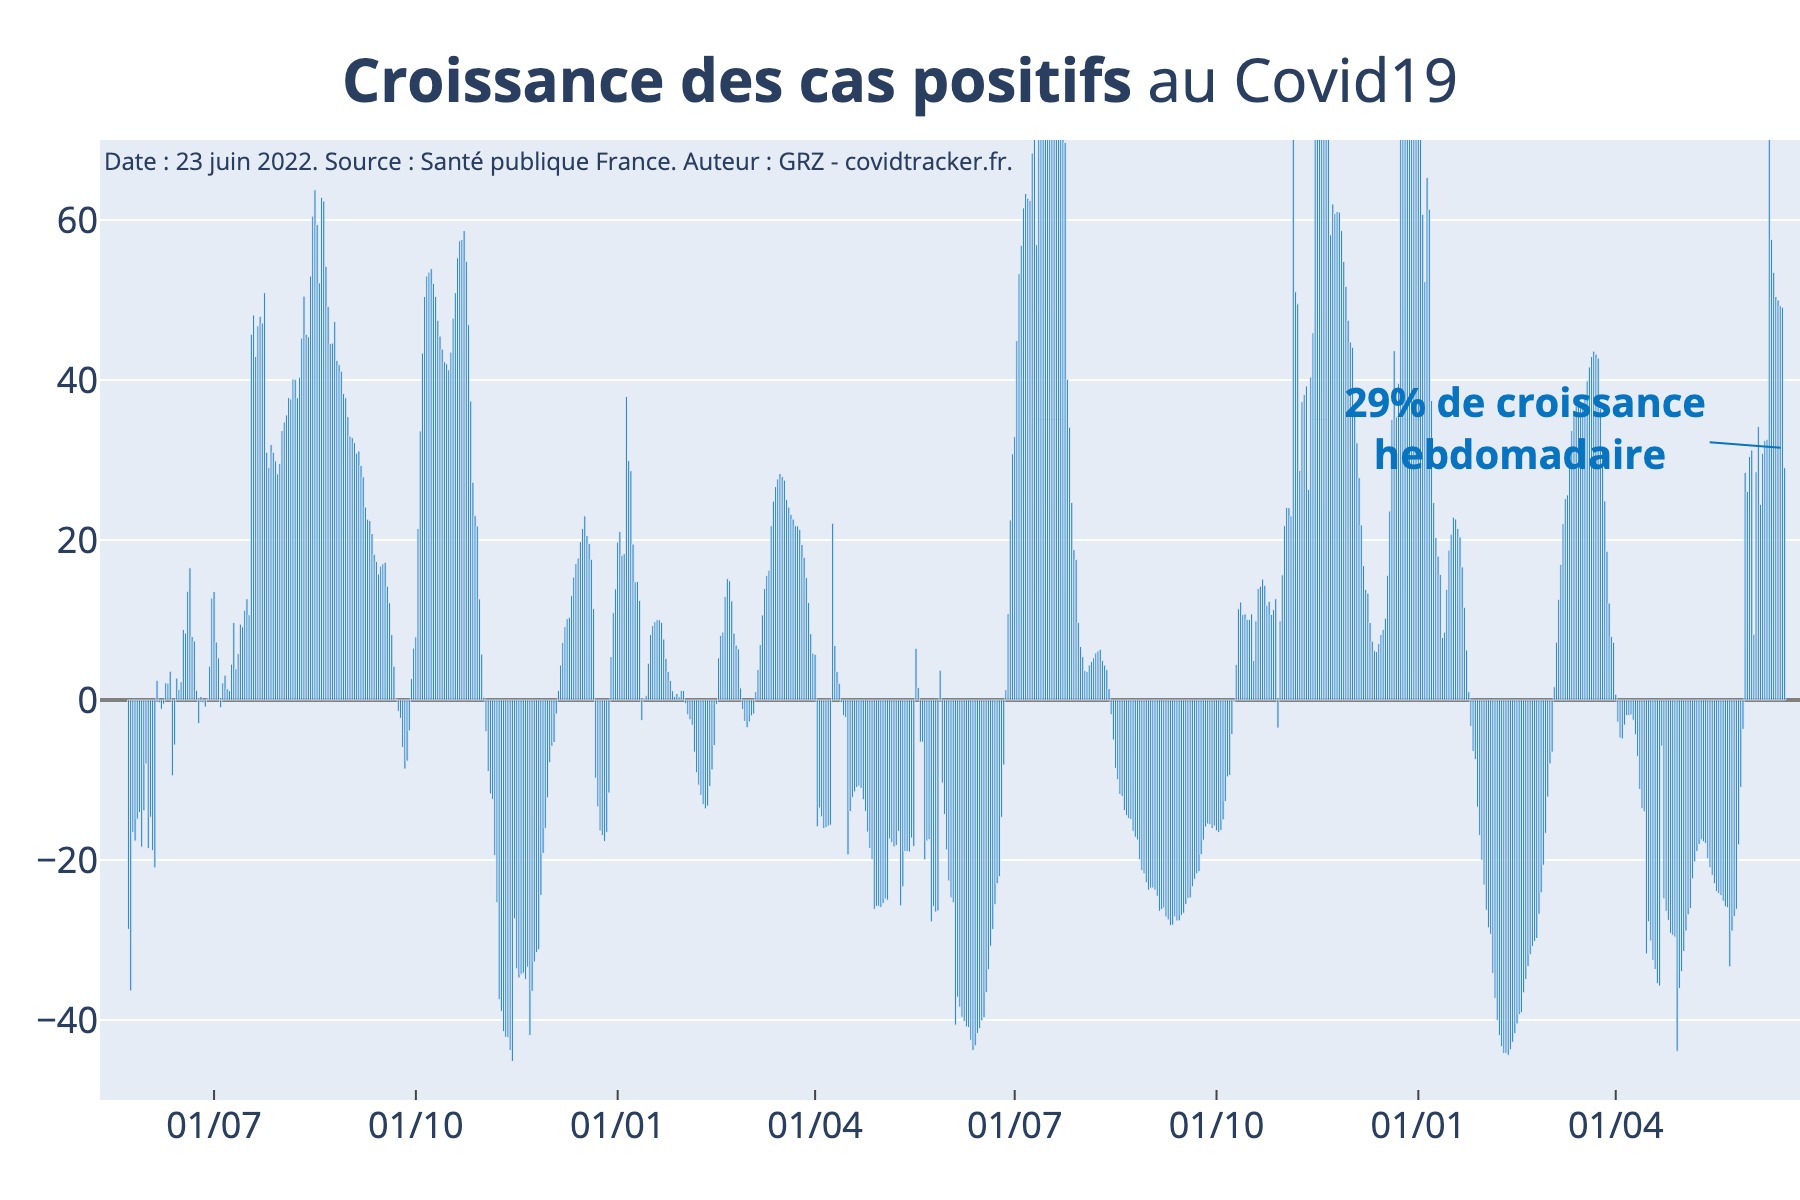 Croissance des cas positifs au Covid19
Date : 23 juin 2022. Source : Santé publique France. Auteur : GRZ - covidtracker.fr.
60
40
29% de croissance
hebdomadaire
20
0
−20
−40
01/07 01/10 01/01 01/04 01/07 01/10 01/01 01/04